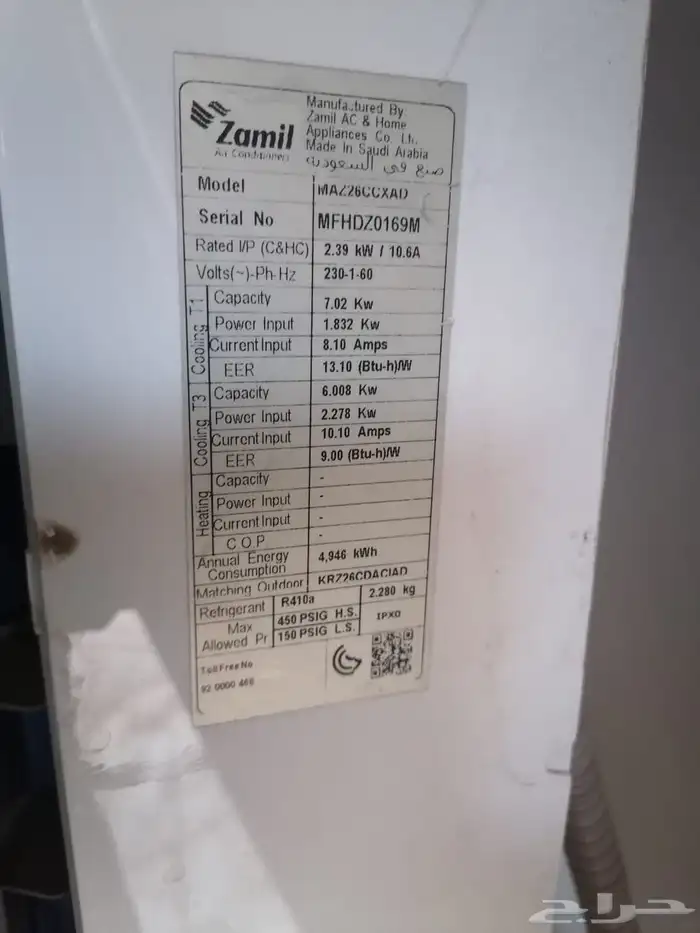 Zamil
Air Conditioners
Manufactured By
Zamil AC & Home
Appliances Co. Ltd.
Made In Saudi Arabia
صنع في السعودية
Model MAZ26CCXAD
Serial No MFHDZ0169M
Rated I/P (C&HC) 2.39 kW / 10.6A
Volts(~)-Ph-Hz 230-1-60
Cooling T1
Capacity 7.02 Kw
Power Input 1.832 Kw
Current Input 8.10 Amps
EER 13.10 (Btu-h)/W
Cooling T3
Capacity 6.008 Kw
Power Input 2.278 Kw
Current Input 10.10 Amps
EER 9.00 (Btu-h)/W
Heating
Capacity -
Power Input -
Current Input -
C.O.P -
Annual Energy
Consumption 4,946 kWh
Matching Outdoor KRZ26CDACIAD
Refrigerant R410a 2.280 kg
Max
Allowed Pr
450 PSIG H.S. IPX0
150 PSIG L.S.
Toll Free No
92 0000 468
حراج